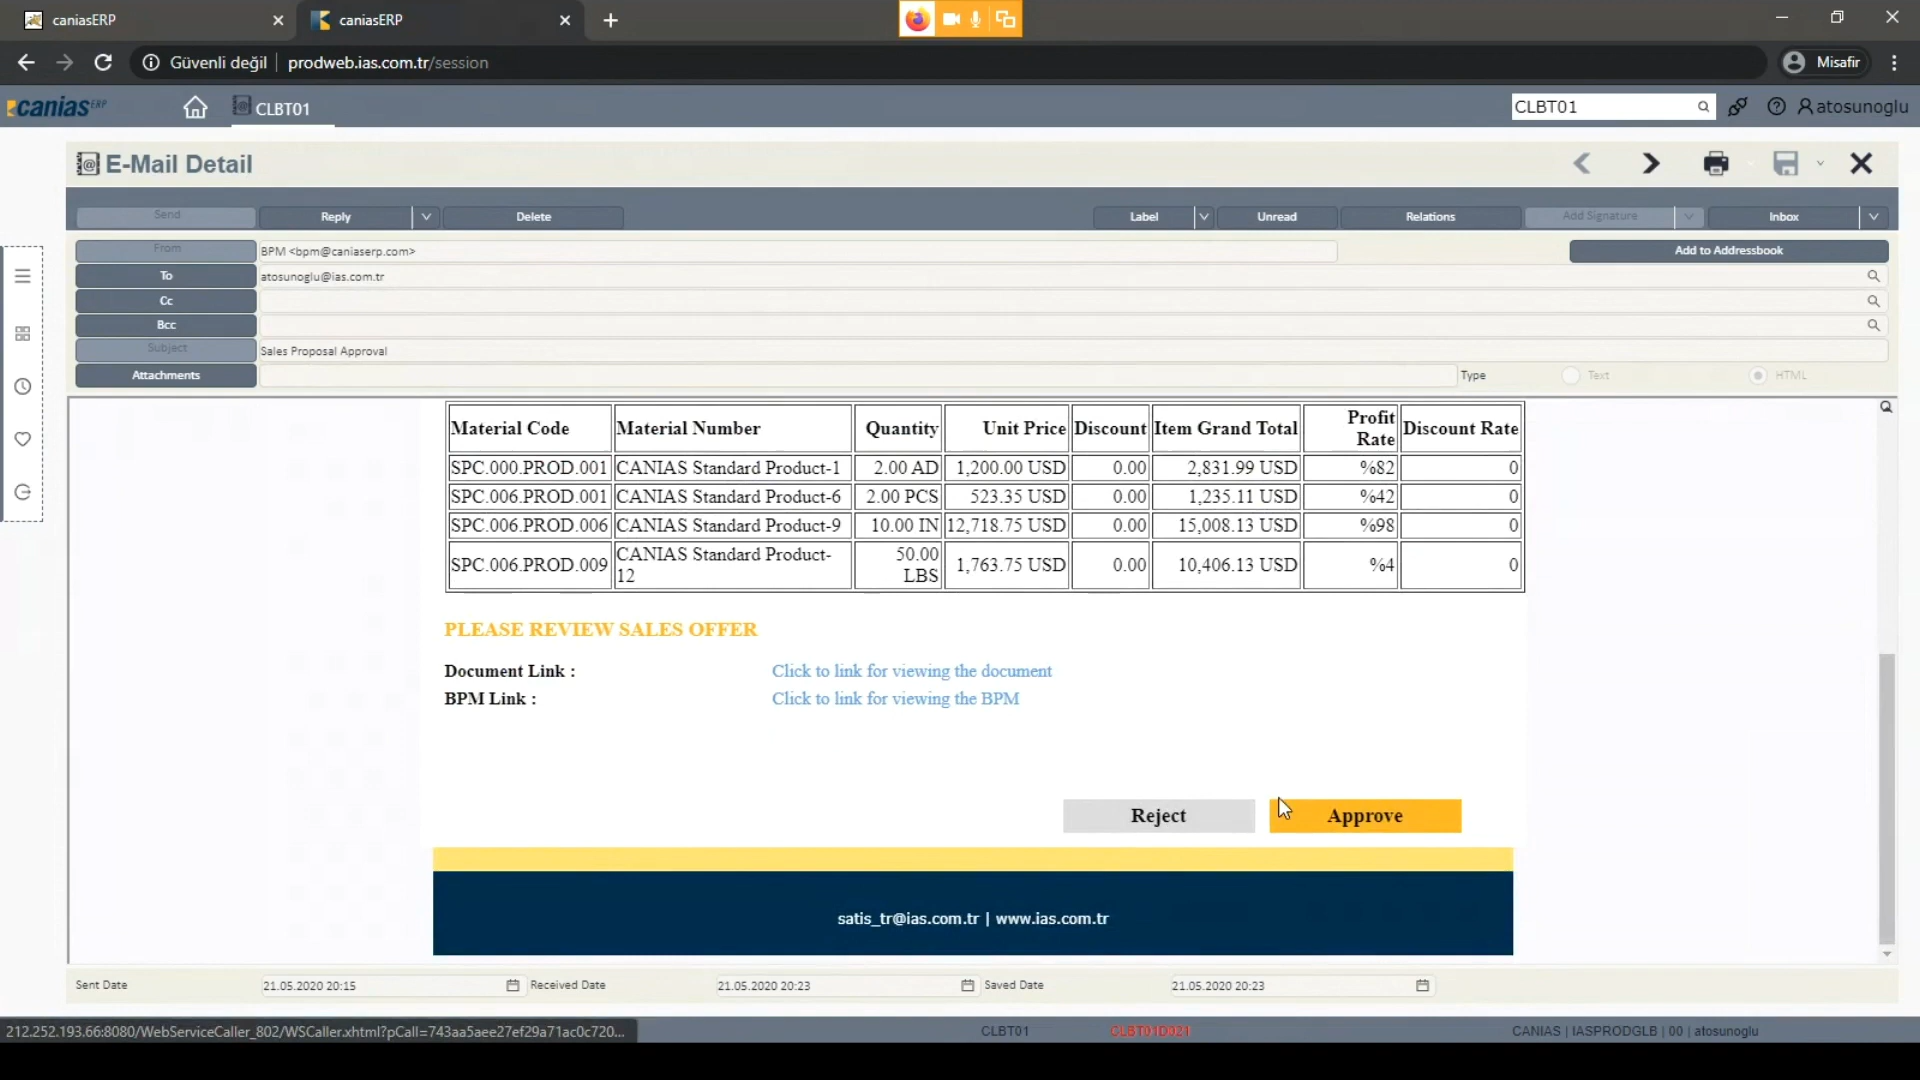 caniasERP
caniasERP
Güvenli değil
prodweb.ias.com.tr/session
Misafir
canias ERP
CLBT01
CLBT01
atosunoglu
E-Mail Detail
Send
Reply
Delete
Label
Unread
Relations
Add Signature
Inbox
From
BPM <bpm@caniaserp.com>
Add to Addressbook
To
atosunoglu@ias.com.tr
Cc
Bcc
Subject
Sales Proposal Approval
Attachments
Type
Text
HTML
Material Code Material Number Quantity Unit Price Discount Item Grand Total Profit Rate Discount Rate
SPC.000.PROD.001 CANIAS Standard Product-1 2.00 AD 1,200.00 USD 0.00 2,831.99 USD %82 0
SPC.006.PROD.001 CANIAS Standard Product-6 2.00 PCS 523.35 USD 0.00 1,235.11 USD %42 0
SPC.006.PROD.006 CANIAS Standard Product-9 10.00 IN 12,718.75 USD 0.00 15,008.13 USD %98 0
SPC.006.PROD.009 CANIAS Standard Product-12 50.00 LBS 1,763.75 USD 0.00 10,406.13 USD %4 0
PLEASE REVIEW SALES OFFER
Document Link : Click to link for viewing the document
BPM Link : Click to link for viewing the BPM
Reject
Approve
satis_tr@ias.com.tr | www.ias.com.tr
Sent Date 21.05.2020 20:15 Received Date 21.05.2020 20:23 Saved Date 21.05.2020 20:23
212.252.193.66:8080/WebServiceCaller_802/WSCaller.xhtml?pCall=743aa5aee27ef29a71ac0c720...
CLBT01
CLBT01D021
CANIAS | IASPRODGLB | 00 | atosunoglu